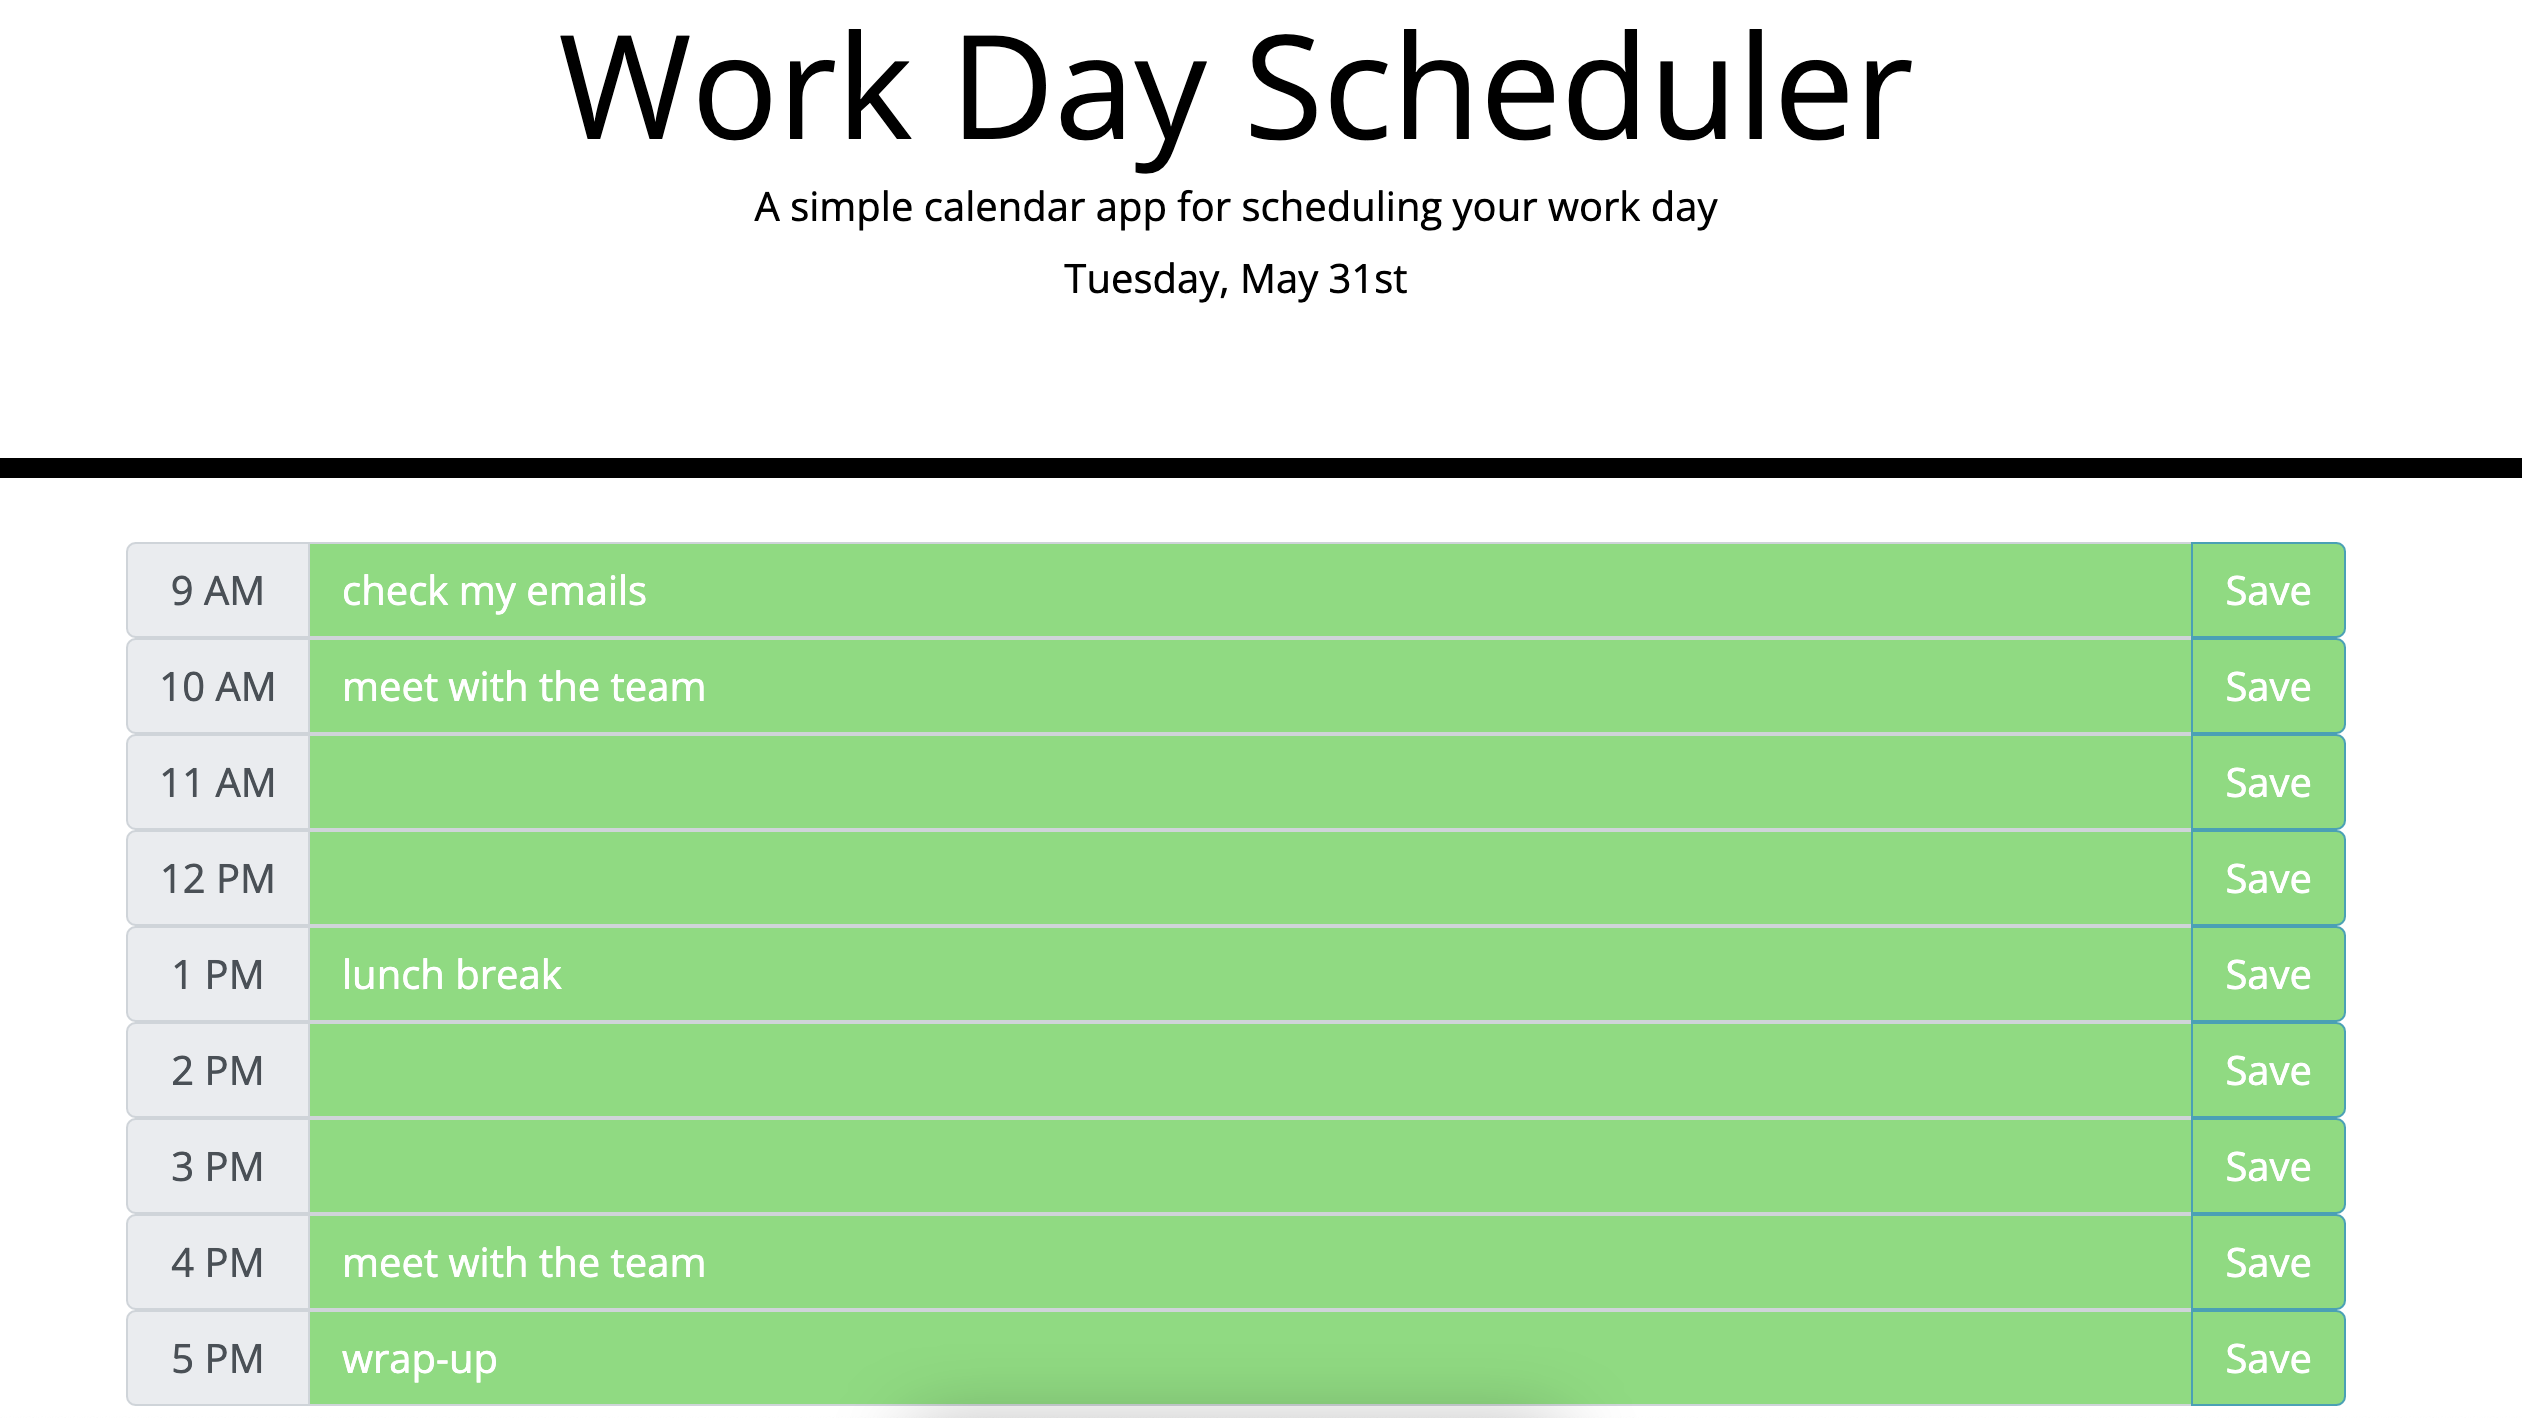 Work Day Scheduler
A simple calendar app for scheduling your work day
Tuesday, May 31st
9 AM check my emails Save
10 AM meet with the team Save
11 AM Save
12 PM Save
1 PM lunch break Save
2 PM Save
3 PM Save
4 PM meet with the team Save
5 PM wrap-up Save